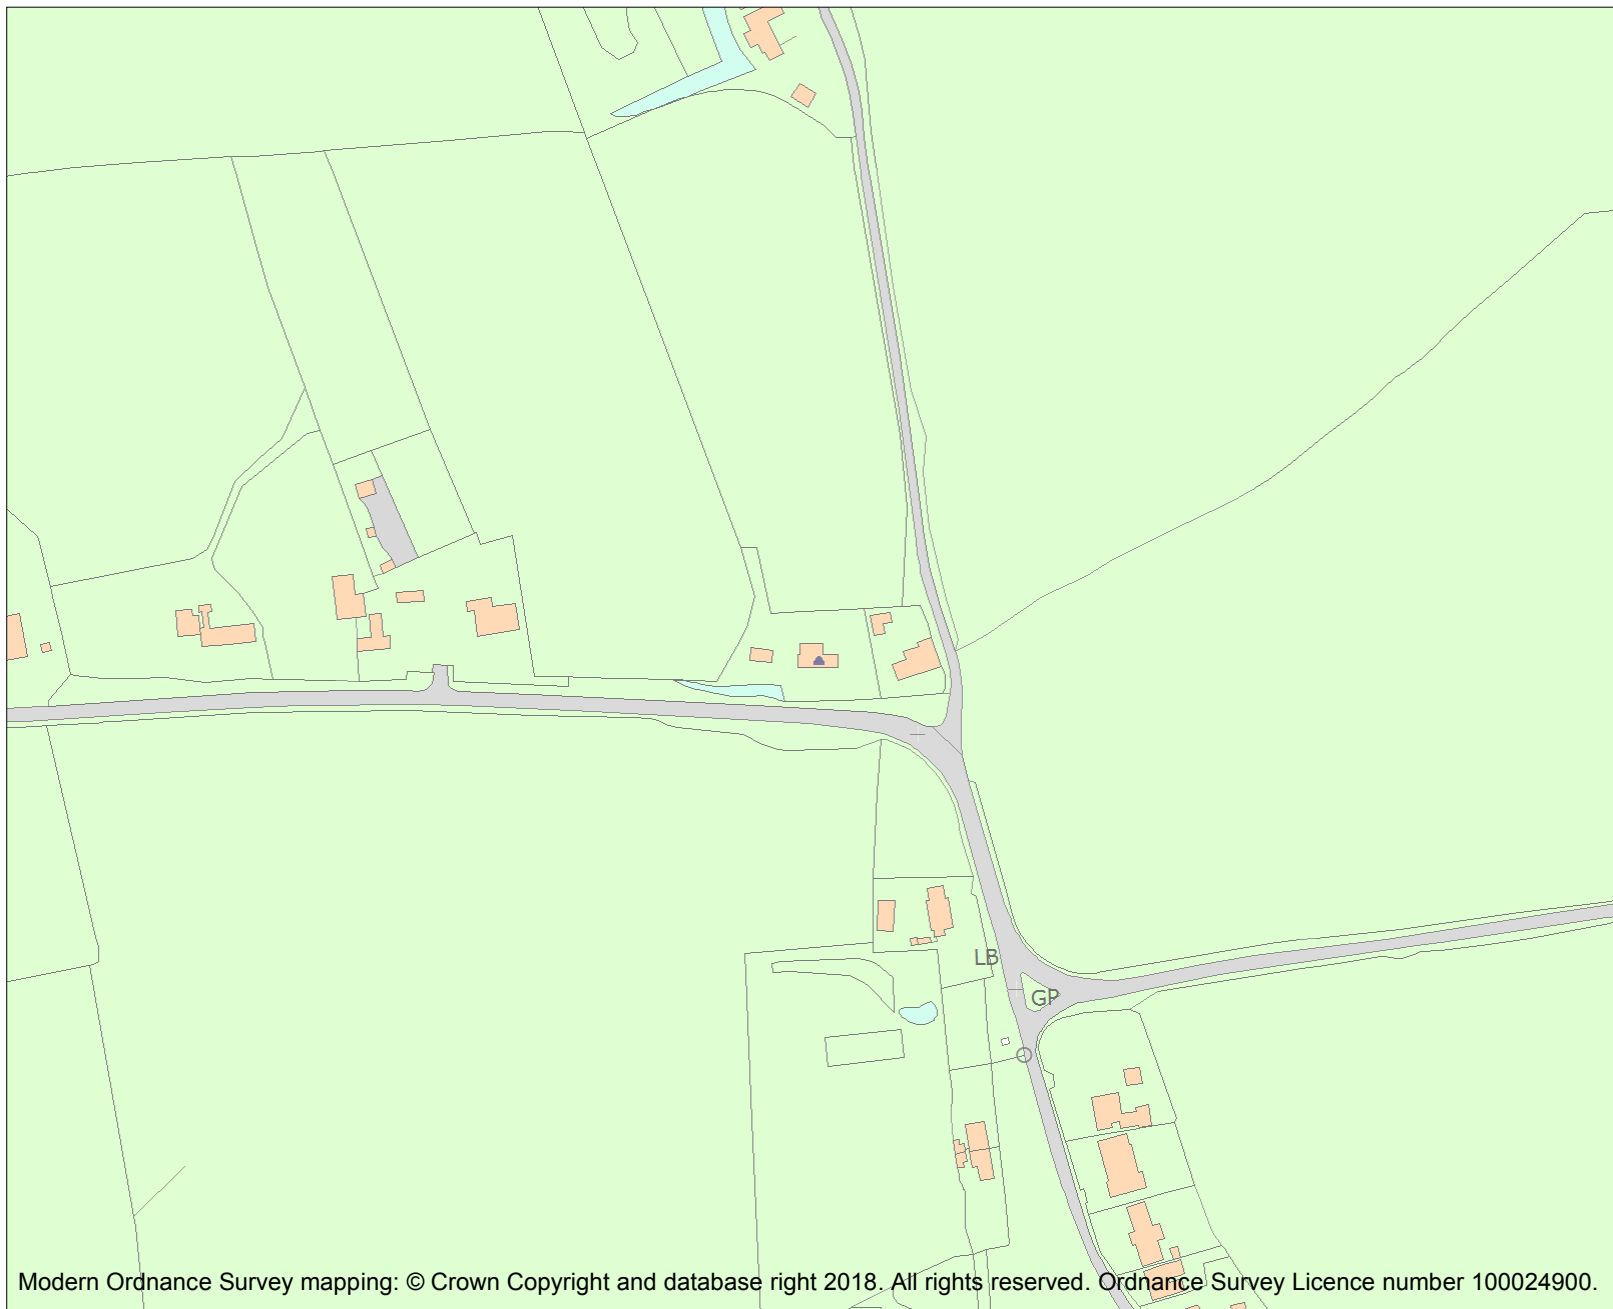 LB
GP
Modern Ordnance Survey mapping: © Crown Copyright and database right 2018. All rights reserved. Ordnance Survey Licence number 100024900.